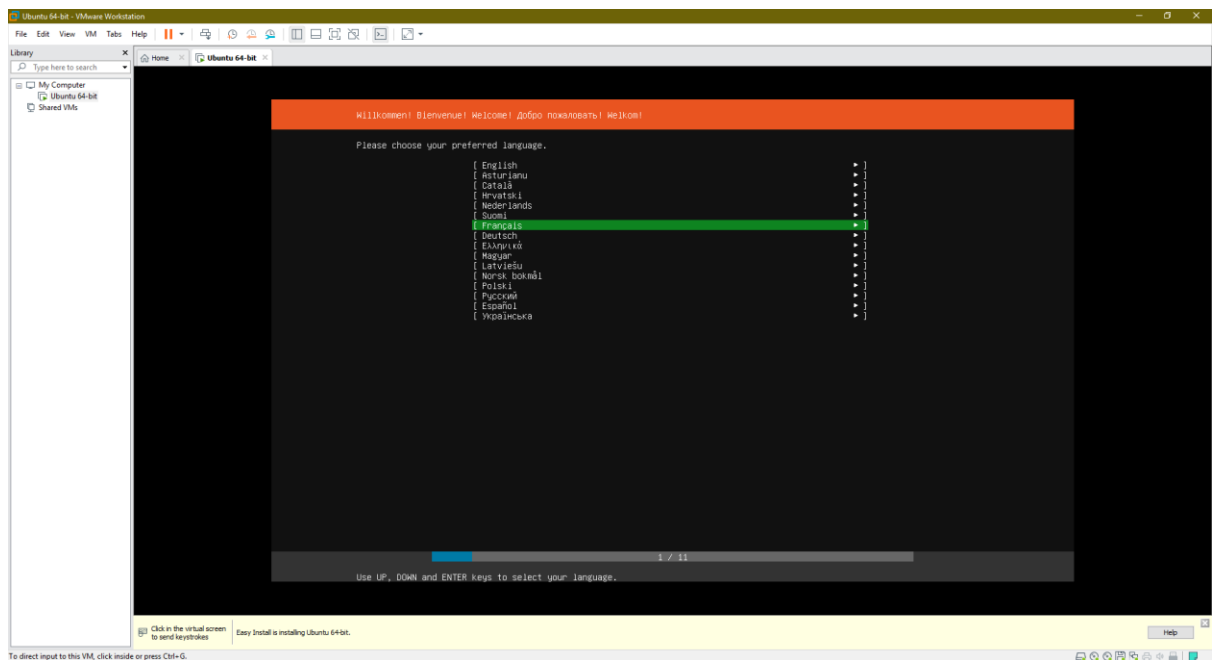 Ubuntu 64-bit - VMware Workstation
File Edit View VM Tabs Help
Library
Type here to search
My Computer
Ubuntu 64-bit
Shared VMs
Home
Ubuntu 64-bit
Willkommen! Bienvenue! Welcome! Добро пожаловать! Welkom!
Please choose your preferred language.
[ English ► ]
[ Asturianu ► ]
[ Català ► ]
[ Hrvatski ► ]
[ Nederlands ► ]
[ Suomi ► ]
[ Français ► ]
[ Deutsch ► ]
[ Ελληνικά ► ]
[ Magyar ► ]
[ Latviešu ► ]
[ Norsk bokmål ► ]
[ Polski ► ]
[ Русский ► ]
[ Español ► ]
[ Українська ► ]
1 / 11
Use UP, DOWN and ENTER keys to select your language.
Click in the virtual screen
to send keystrokes
Easy Install is installing Ubuntu 64-bit.
Help
To direct input to this VM, click inside or press Ctrl+G.